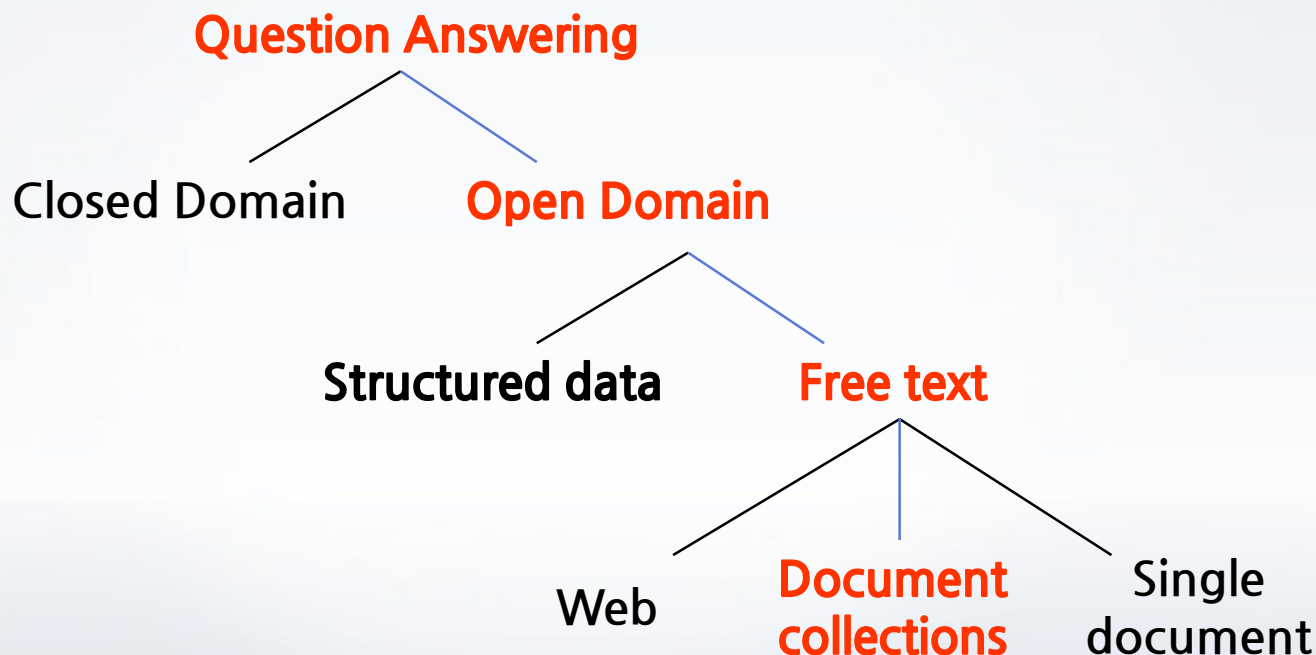 Question Answering
Closed Domain
Open Domain
Structured data
Free text
Web
Document
collections
Single
document